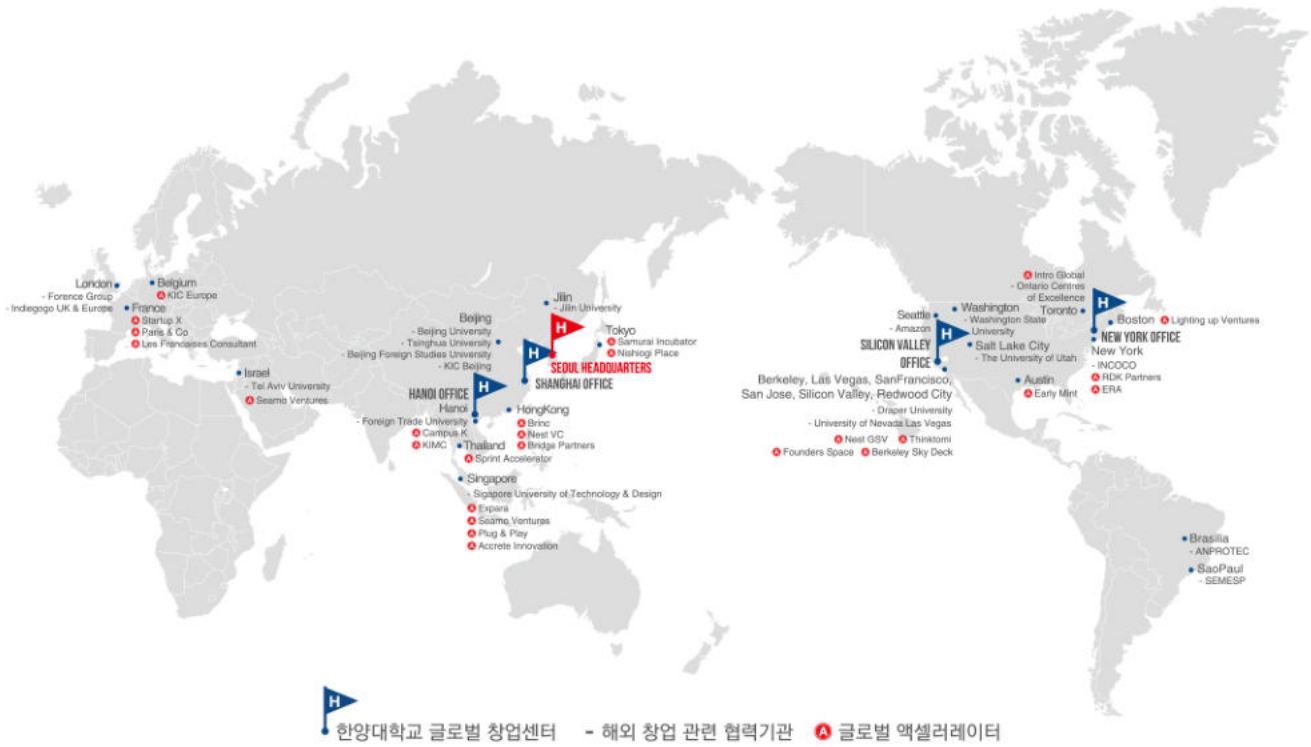 London
- Forence Group
- Indiegogo UK & Europe
Belgium
A KIC Europe
France
A Startup X
A Paris & Co
A Les Francaises Consultant
Israel
- Tel Aviv University
A Seamo Ventures
Jilin
- Jilin University
Beijing
- Beijing University
- Tsinghua University
- Beijing Foreign Studies University
- KIC Beijing
H
SEOUL HEADQUARTERS
Tokyo
A Samurai Incubator
A Nishiogi Place
H
SHANGHAI OFFICE
HANOI OFFICE
H
Hanoi
- Foreign Trade University
A Campus K
A KIMC
HongKong
A Brinc
A Nest VC
A Bridge Partners
Thailand
A Sprint Accelerator
Singapore
- Sigapore University of Technology & Design
A Expara
A Seamo Ventures
A Plug & Play
A Accrete Innovation
Seattle
- Amazon
SILICON VALLEY
OFFICE
H
Washington
- Washington State
University
Salt Lake City
- The University of Utah
Berkeley, Las Vegas, SanFrancisco,
San Jose, Silicon Valley, Redwood City
- Draper University
- University of Nevada Las Vegas
A Nest GSV A Thinktomi
A Founders Space A Berkeley Sky Deck
A Intro Global
- Ontario Centres
of Excellence
Toronto
H
Boston A Lighting up Ventures
NEW YORK OFFICE
New York
- INCOCO
A RDK Partners
A ERA
Austin
A Early Mint
Brasilia
- ANPROTEC
SaoPaul
- SEMESP
H 한양대학교 글로벌 창업센터 - 해외 창업 관련 협력기관 A 글로벌 액셀러레이터